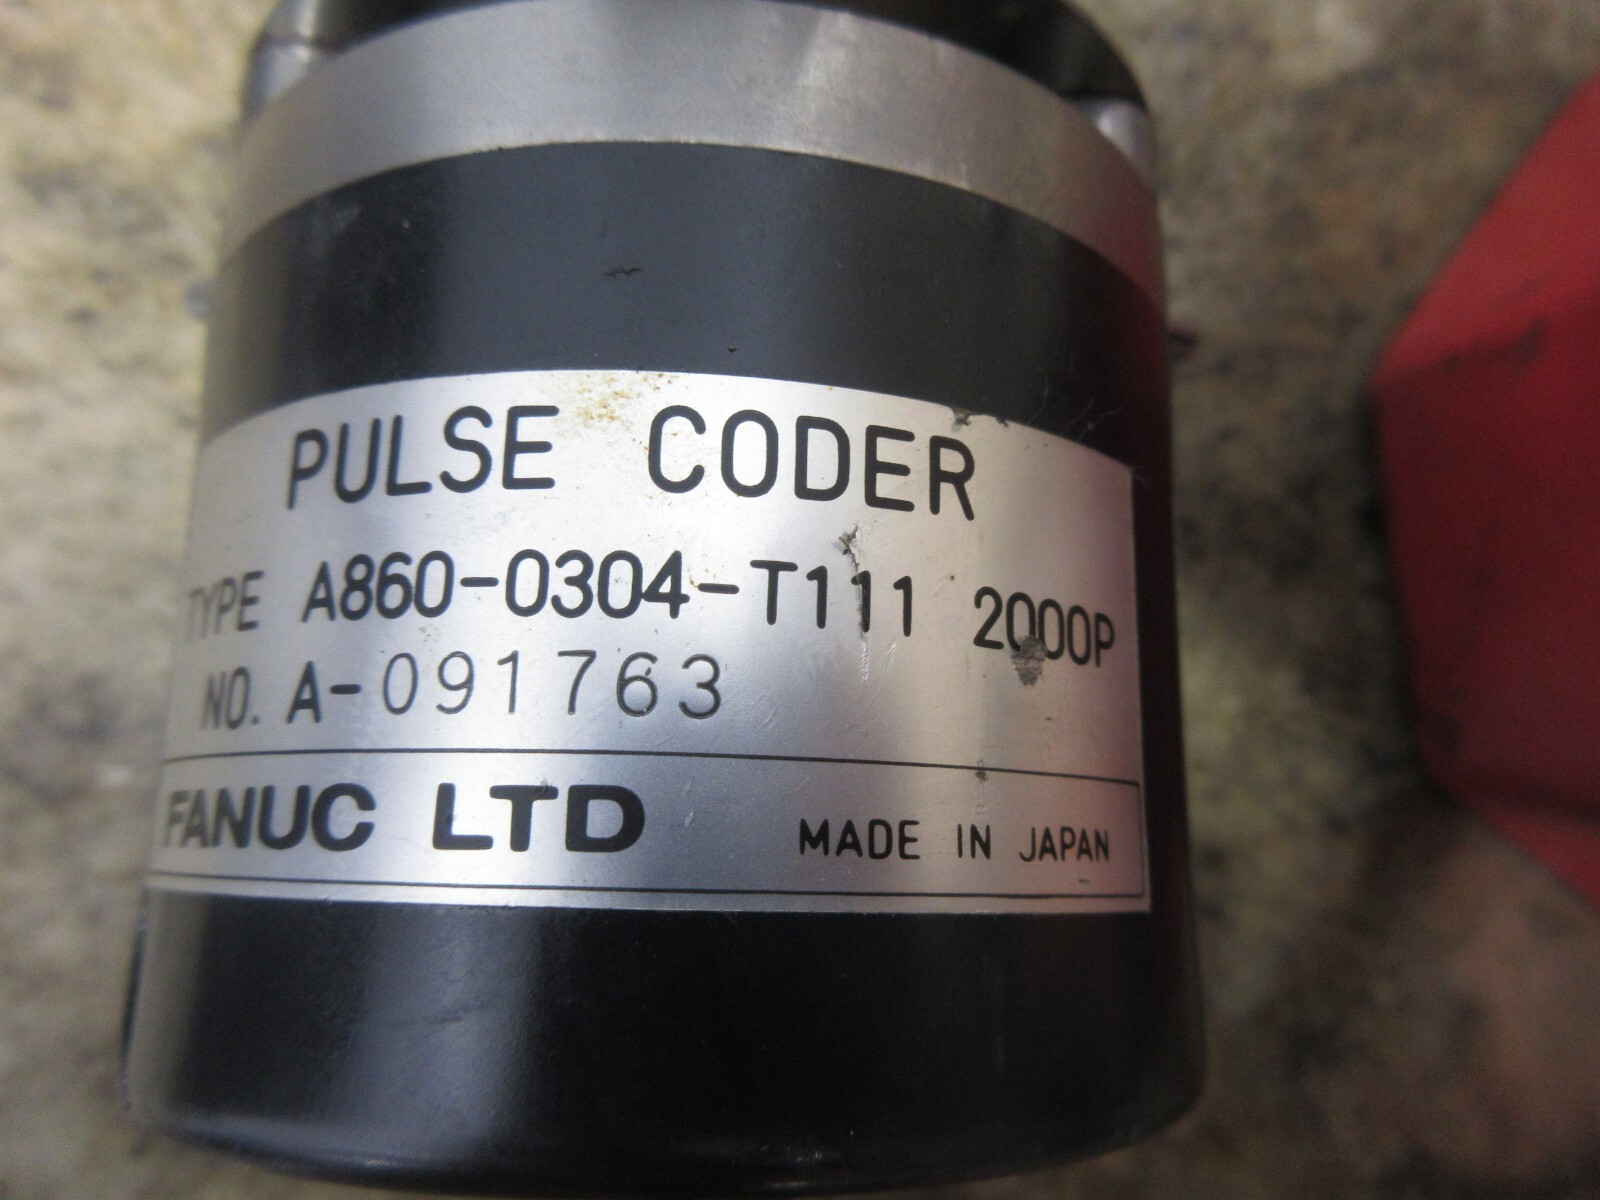 PULSE CODER
TYPE A860-0304-T111 2000P
NO. A-091763
FANUC LTD MADE IN JAPAN